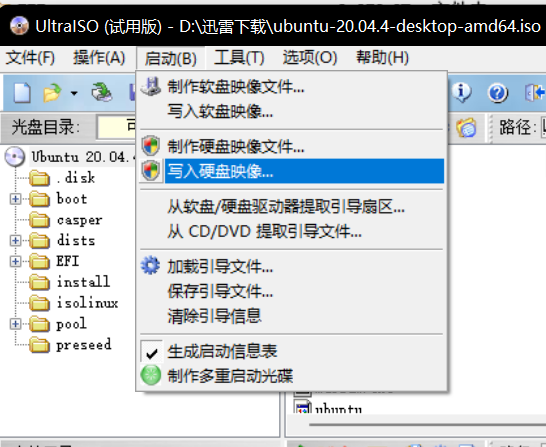 UltraISO (试用版) - D:\迅雷下载\ubuntu-20.04.4-desktop-amd64.iso
文件(F) 操作(A) 启动(B) 工具(T) 选项(O) 帮助(H)
制作软盘映像文件...
写入软盘映像...
光盘目录: 路径:
制作硬盘映像文件...
写入硬盘映像...
Ubuntu 20.04.
.disk
boot
casper
dists
EFI
install
isolinux
pool
preseed
从软盘/硬盘驱动器提取引导扇区...
从 CD/DVD 提取引导文件...
加载引导文件...
保存引导文件...
清除引导信息
生成启动信息表
制作多重启动光碟
ubuntu